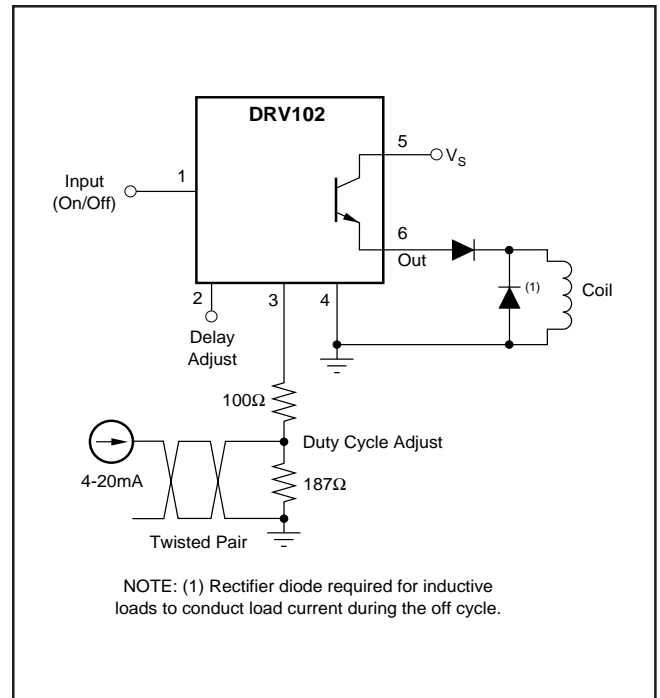 DRV102
5
V_S
1
Input
(On/Off)
6
Out
(1)
Coil
2
3
4
Delay
Adjust
100Ω
Duty Cycle Adjust
4-20mA
187Ω
Twisted Pair
NOTE: (1) Rectifier diode required for inductive
loads to conduct load current during the off cycle.